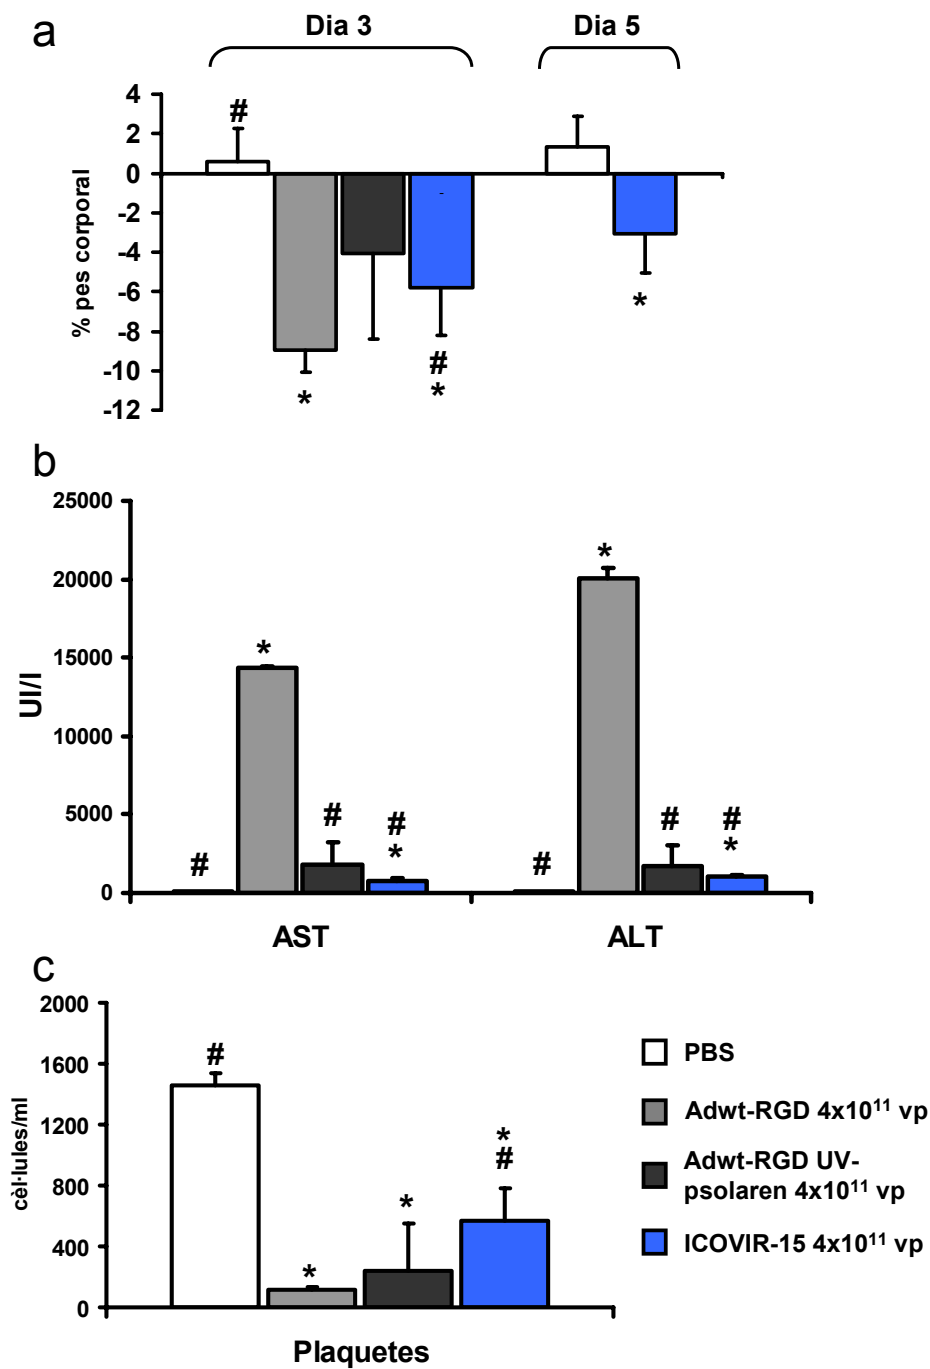 a
Dia 3
Dia 5
% pes corporal
4
2
0
-2
-4
-6
-8
-10
-12
#
*
#
*
*
b
UI/l
25000
20000
15000
10000
5000
0
#
*
#
#
*
#
*
#
#
*
AST
ALT
c
cèl·lules/ml
2000
1600
1200
800
400
0
#
*
*
*
#
Plaquetes
PBS
Adwt-RGD 4x10¹¹ vp
Adwt-RGD UV-
psolaren 4x10¹¹ vp
ICOVIR-15 4x10¹¹ vp